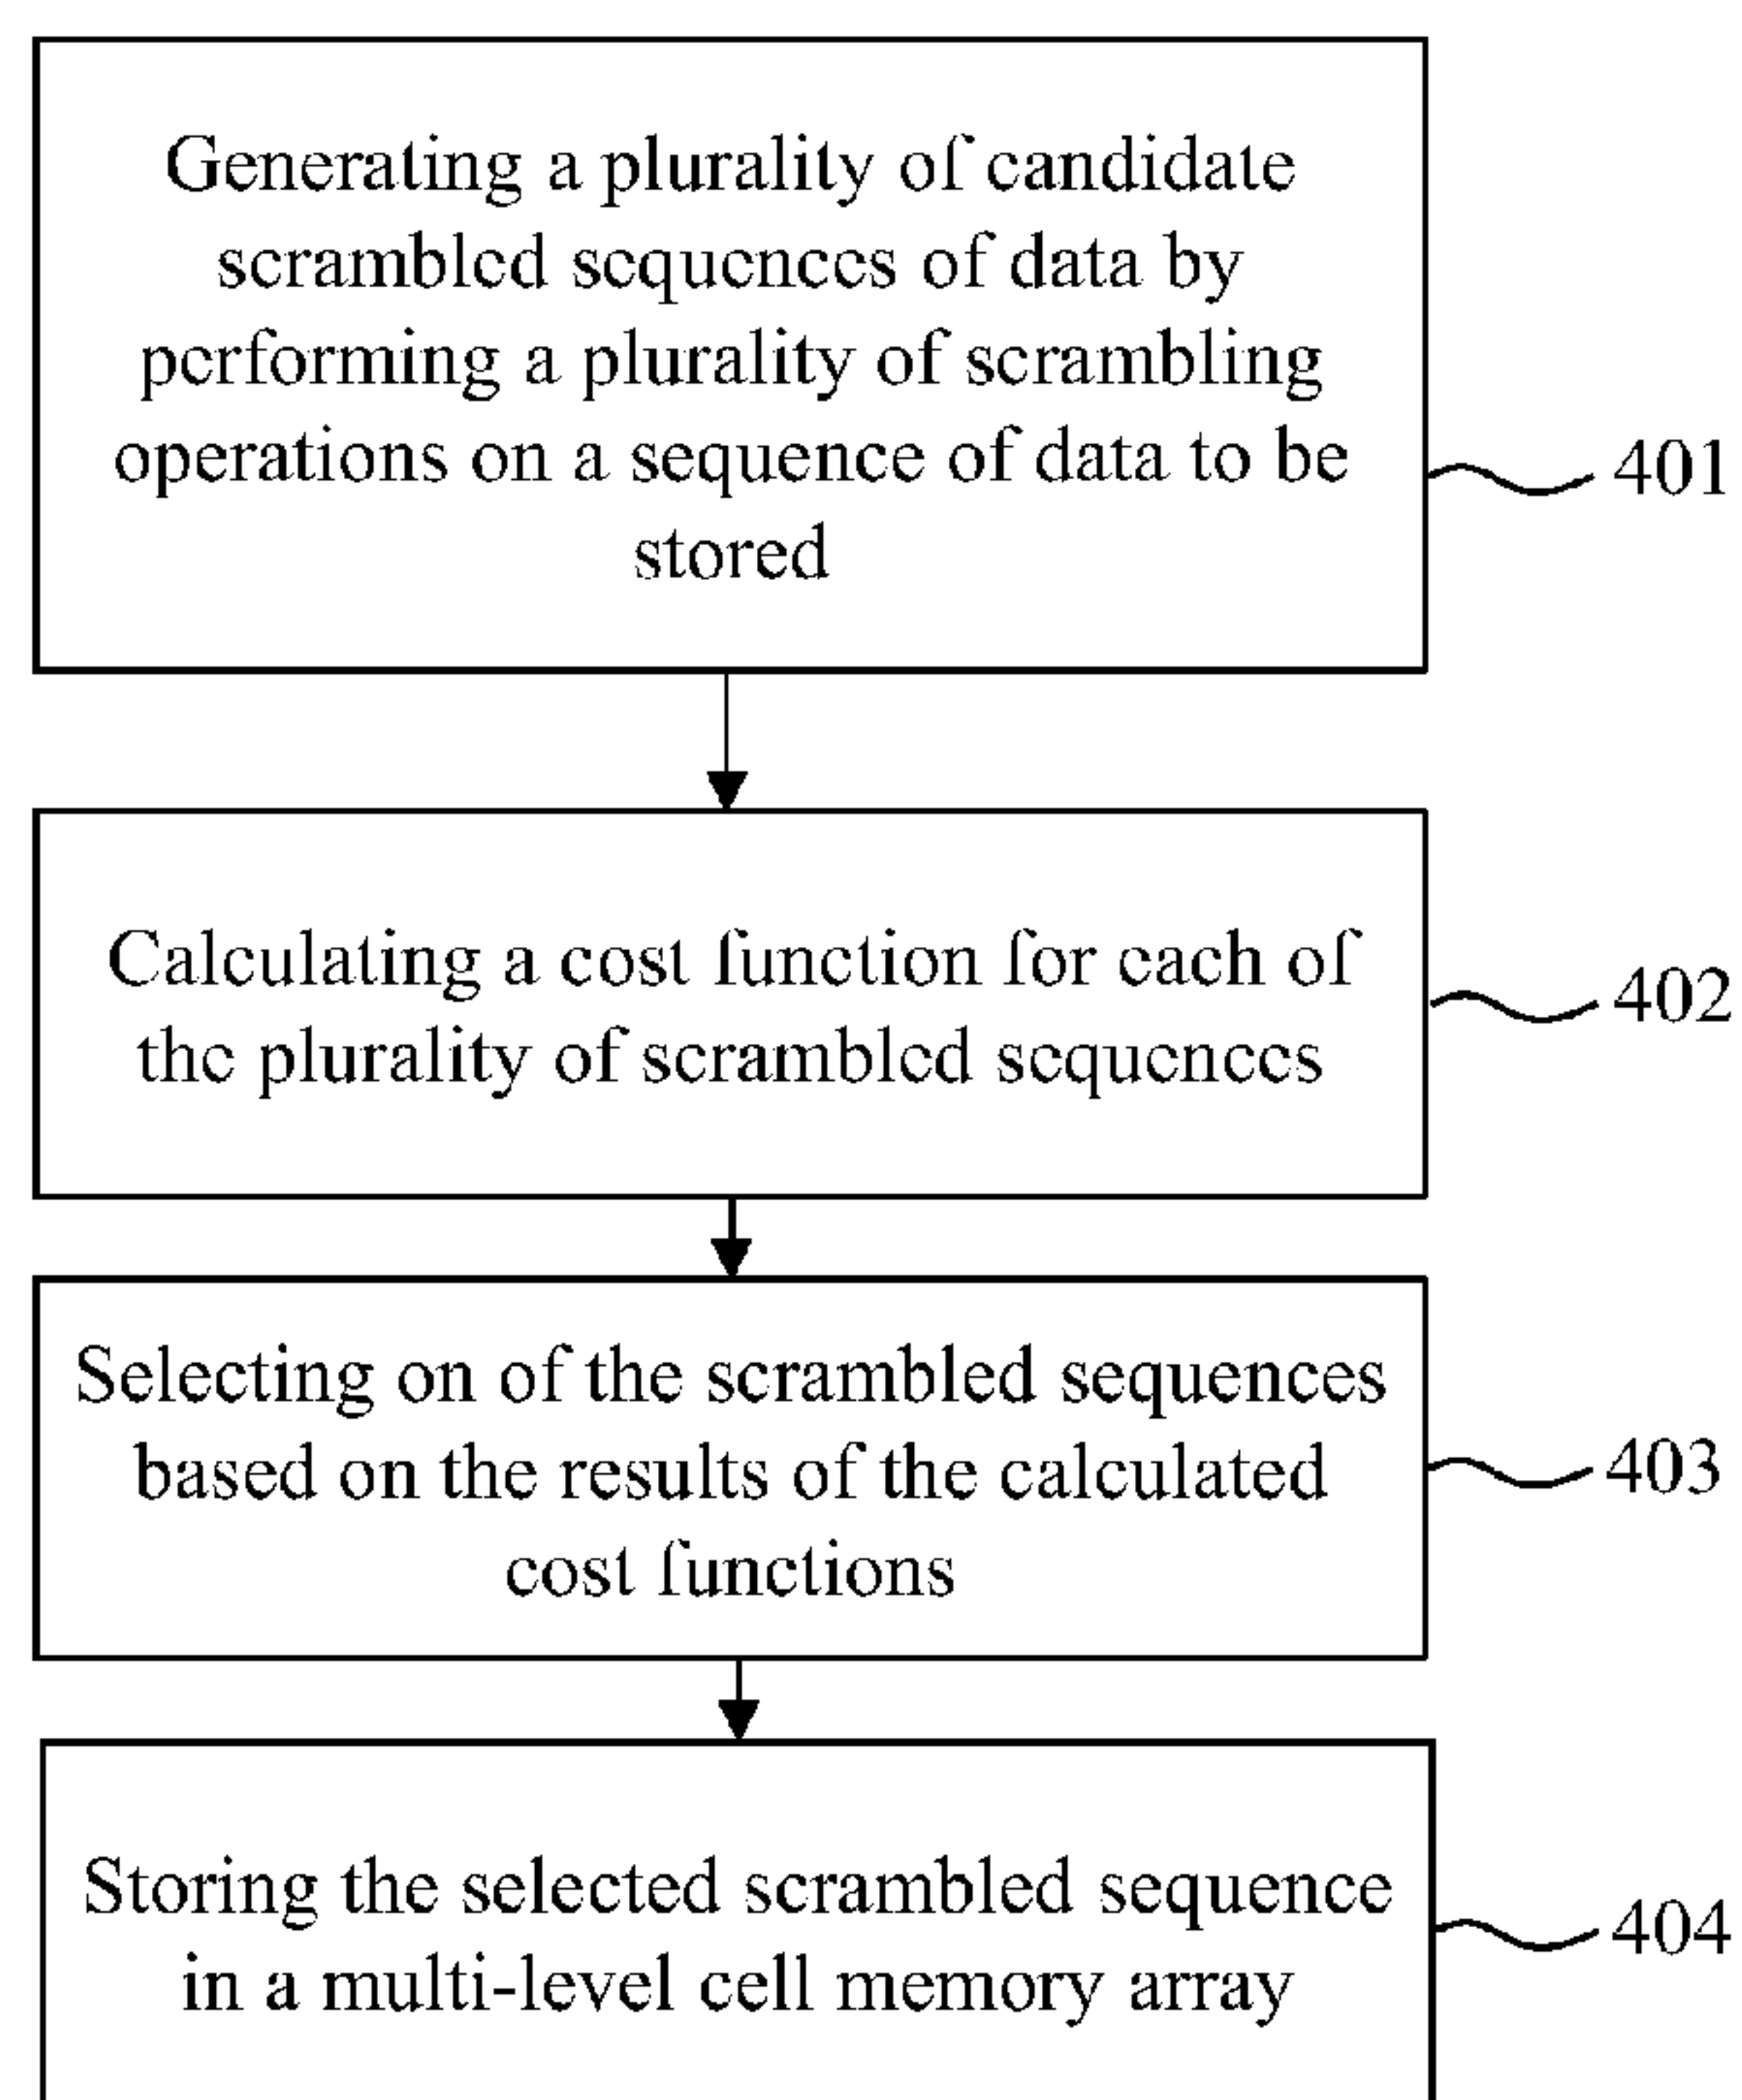 Generating a plurality of candidate
scrambled sequences of data by
performing a plurality of scrambling
operations on a sequence of data to be
stored
401
Calculating a cost function for each of
the plurality of scrambled sequences
402
Selecting on of the scrambled sequences
based on the results of the calculated
cost functions
403
Storing the selected scrambled sequence
in a multi-level cell memory array
404